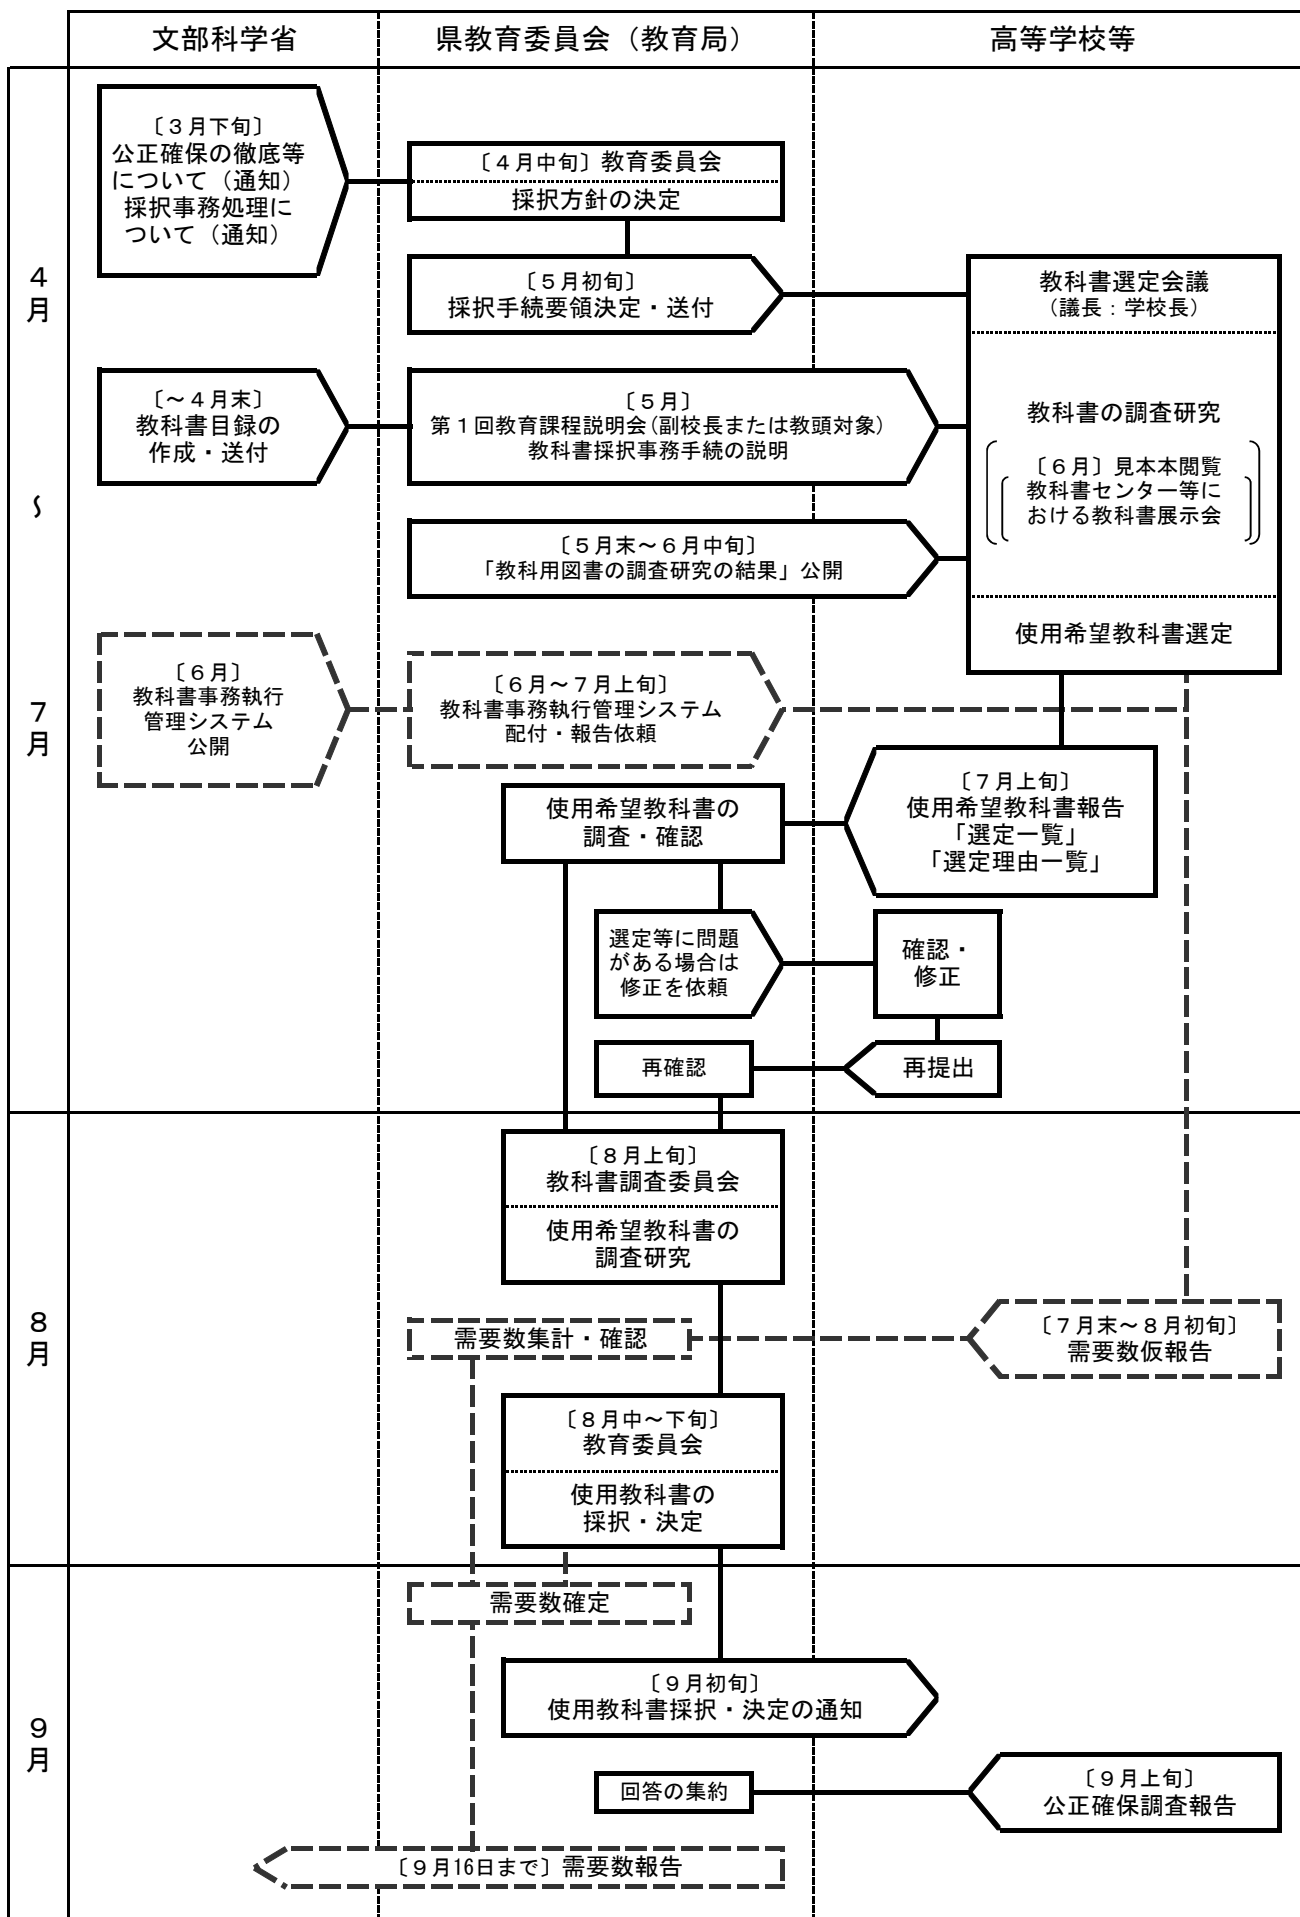 文部科学省
県教育委員会（教育局）
高等学校等
４
月
～
７
月
〔３月下旬〕
公正確保の徹底等
について（通知）
採択事務処理に
ついて（通知）
〔４月中旬〕教育委員会
採択方針の決定
〔５月初旬〕
採択手続要領決定・送付
教科書選定会議
（議長：学校長）
〔～４月末〕
教科書目録の
作成・送付
〔５月〕
第１回教育課程説明会(副校長または教頭対象)
教科書採択事務手続の説明
教科書の調査研究
〔６月〕見本本閲覧
教科書センター等に
おける教科書展示会
〔５月末～６月中旬〕
「教科用図書の調査研究の結果」公開
使用希望教科書選定
〔６月〕
教科書事務執行
管理システム
公開
〔６月～７月上旬〕
教科書事務執行管理システム
配付・報告依頼
〔７月上旬〕
使用希望教科書報告
「選定一覧」
「選定理由一覧」
使用希望教科書の
調査・確認
選定等に問題
がある場合は
修正を依頼
確認・
修正
再確認
再提出
８
月
〔８月上旬〕
教科書調査委員会
使用希望教科書の
調査研究
需要数集計・確認
〔７月末～８月初旬〕
需要数仮報告
〔８月中～下旬〕
教育委員会
使用教科書の
採択・決定
９
月
需要数確定
〔９月初旬〕
使用教科書採択・決定の通知
回答の集約
〔９月上旬〕
公正確保調査報告
〔９月16日まで〕需要数報告